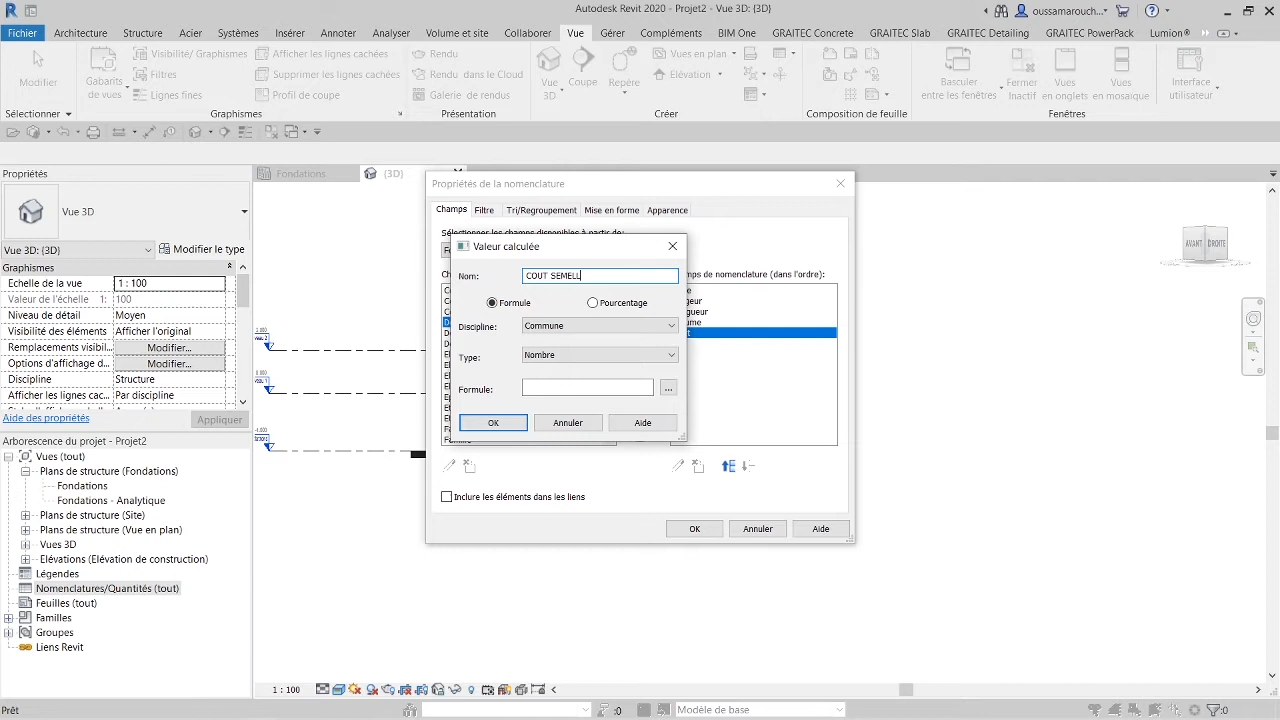 Autodesk Revit 2020 - Projet2 - Vue 3D: {3D}
oussamarouch...
Fichier Architecture Structure Acier Systèmes Insérer Annoter Analyser Volume et site Collaborer Vue Gérer Compléments BIM One GRAITEC Concrete GRAITEC Slab GRAITEC Detailing GRAITEC PowerPack Lumion®
Modifier
Gabarits de vues
Visibilité/ Graphismes
Filtres
Lignes fines
Afficher les lignes cachées
Supprimer les lignes cachées
Profil de coupe
Rendu
Rendu dans le Cloud
Galerie de rendus
Vue 3D
Coupe
Repère
Vues en plan
Élévation
Basculer entre les fenêtres
Fermer Inactif
Vues en onglets
Vues en mosaïque
Interface utilisateur
Sélectionner
Graphismes
Présentation
Créer
Composition de feuille
Fenêtres
Propriétés
Vue 3D
Vue 3D: {3D}
Modifier le type
Graphismes
Echelle de la vue 1 : 100
Valeur de l'échelle 1: 100
Niveau de détail Moyen
Visibilité des éléments Afficher l'original
Remplacements visibil... Modifier...
Options d'affichage d... Modifier...
Discipline Structure
Afficher les lignes cac... Par discipline
Aide des propriétés
Appliquer
Arborescence du projet - Projet2
Vues (tout)
Plans de structure (Fondations)
Fondations
Fondations - Analytique
Plans de structure (Site)
Plans de structure (Vue en plan)
Vues 3D
Elévations (Elévation de construction)
Légendes
Nomenclatures/Quantités (tout)
Feuilles (tout)
Familles
Groupes
Liens Revit
Fondations
{3D}
Propriétés de la nomenclature
Champs Filtre Tri/Regroupement Mise en forme Apparence
Sélectionner les champs disponibles à partir de:
Valeur calculée
Nom: COUT SEMELL
Formule
Pourcentage
Discipline: Commune
Type: Nombre
Formule:
...
OK Annuler Aide
Inclure les éléments dans les liens
OK Annuler Aide
AVANT DROITE
1 : 100
:0
Modèle de base
:0
Prêt